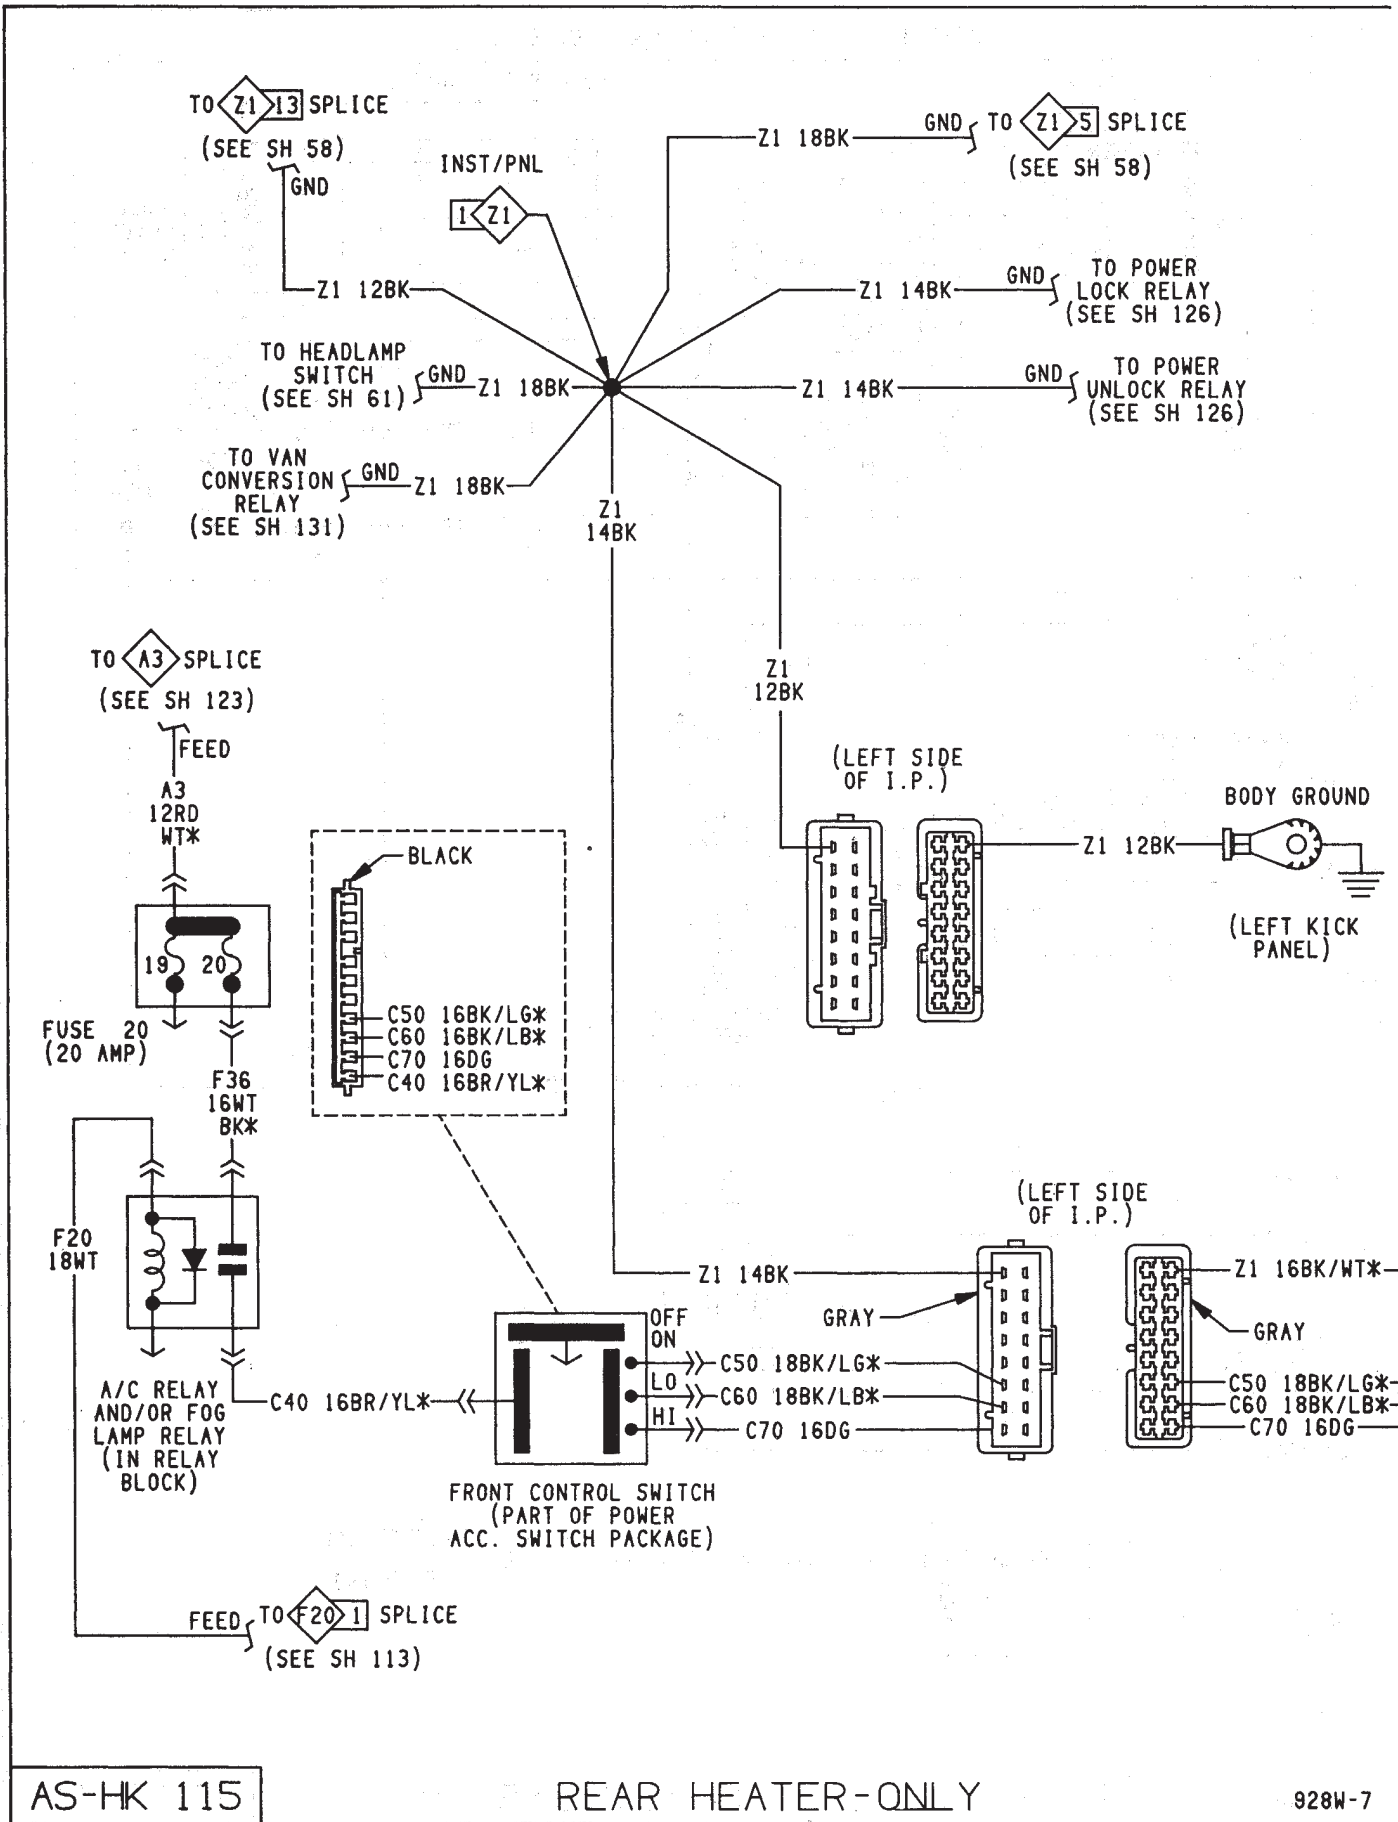 TO Z1 13 SPLICE
(SEE SH 58)
GND
INST/PNL
1 Z1
Z1 18BK
GND
TO Z1 5 SPLICE
(SEE SH 58)
Z1 12BK
Z1 14BK
GND
TO POWER
LOCK RELAY
(SEE SH 126)
TO HEADLAMP
SWITCH
(SEE SH 61)
GND
Z1 18BK
Z1 14BK
GND
TO POWER
UNLOCK RELAY
(SEE SH 126)
TO VAN
CONVERSION
RELAY
(SEE SH 131)
GND
Z1 18BK
Z1
14BK
Z1
12BK
TO A3 SPLICE
(SEE SH 123)
FEED
A3
12RD
WT*
19 20
FUSE 20
(20 AMP)
F36
16WT
BK*
BLACK
C50 16BK/LG*
C60 16BK/LB*
C70 16DG
C40 16BR/YL*
(LEFT SIDE
OF I.P.)
Z1 12BK
BODY GROUND
(LEFT KICK
PANEL)
F20
18WT
A/C RELAY
AND/OR FOG
LAMP RELAY
(IN RELAY
BLOCK)
C40 16BR/YL*
OFF
ON
LO
HI
C50 18BK/LG*
C60 18BK/LB*
C70 16DG
FRONT CONTROL SWITCH
(PART OF POWER
ACC. SWITCH PACKAGE)
Z1 14BK
GRAY
(LEFT SIDE
OF I.P.)
Z1 16BK/WT*
GRAY
C50 18BK/LG*
C60 18BK/LB*
C70 16DG
FEED
TO F20 1 SPLICE
(SEE SH 113)
AS-HK 115
REAR HEATER-ONLY
928W-7